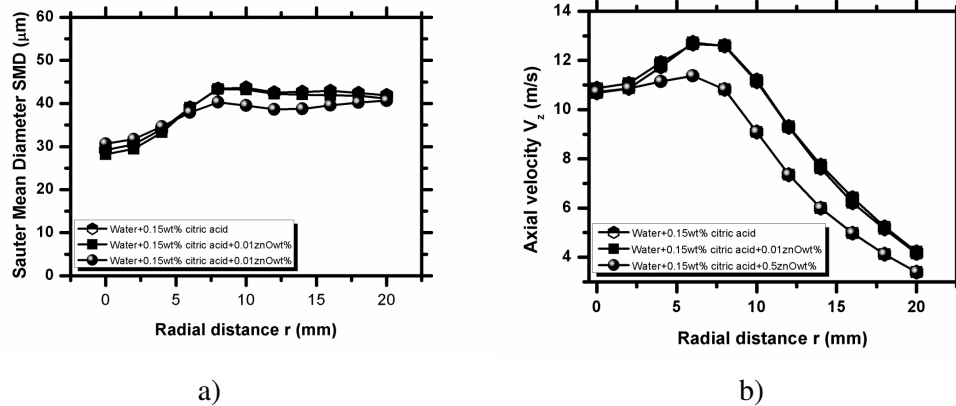 60
50
40
30
20
10
0
Sauter Mean Diameter SMD (μm)
Water+0.15wt% citric acid
Water+0.15wt% citric acid+0.01znOwt%
Water+0.15wt% citric acid+0.01znOwt%
0 5 10 15 20
Radial distance r (mm)
a)
14
12
10
8
6
4
Axial velocity Vz (m/s)
Water+0.15wt% citric acid
Water+0.15wt% citric acid+0.01znOwt%
Water+0.15wt% citric acid+0.5znOwt%
0 5 10 15 20
Radial distance r (mm)
b)